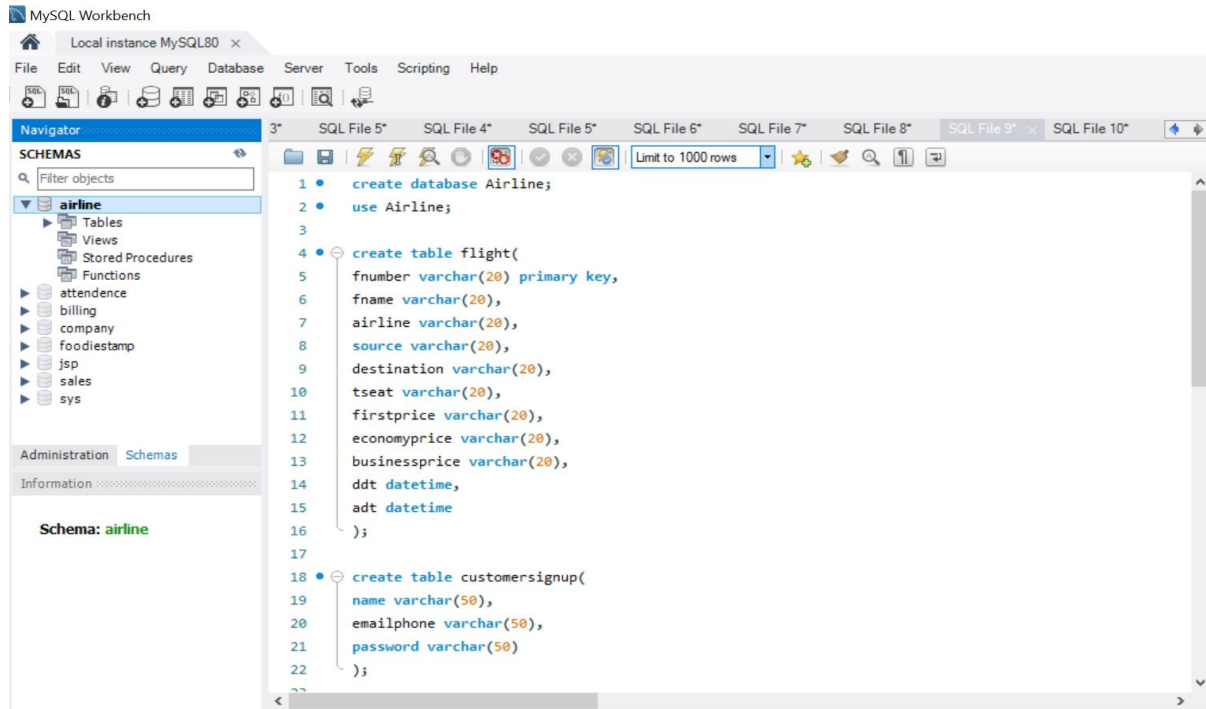 MySQL Workbench
Local instance MySQL80 ×
File Edit View Query Database Server Tools Scripting Help
Navigator
SCHEMAS
Filter objects
airline
Tables
Views
Stored Procedures
Functions
attendence
billing
company
foodiestamp
jsp
sales
sys
Administration Schemas
Information
Schema: airline
3* SQL File 5* SQL File 4* SQL File 5* SQL File 6* SQL File 7* SQL File 8* SQL File 9* × SQL File 10*
Limit to 1000 rows
1 create database Airline;
2 use Airline;
3
4 create table flight(
5 fnumber varchar(20) primary key,
6 fname varchar(20),
7 airline varchar(20),
8 source varchar(20),
9 destination varchar(20),
10 tseat varchar(20),
11 firstprice varchar(20),
12 economyprice varchar(20),
13 businessprice varchar(20),
14 ddt datetime,
15 adt datetime
16 );
17
18 create table customersignup(
19 name varchar(50),
20 emailphone varchar(50),
21 password varchar(50)
22 );